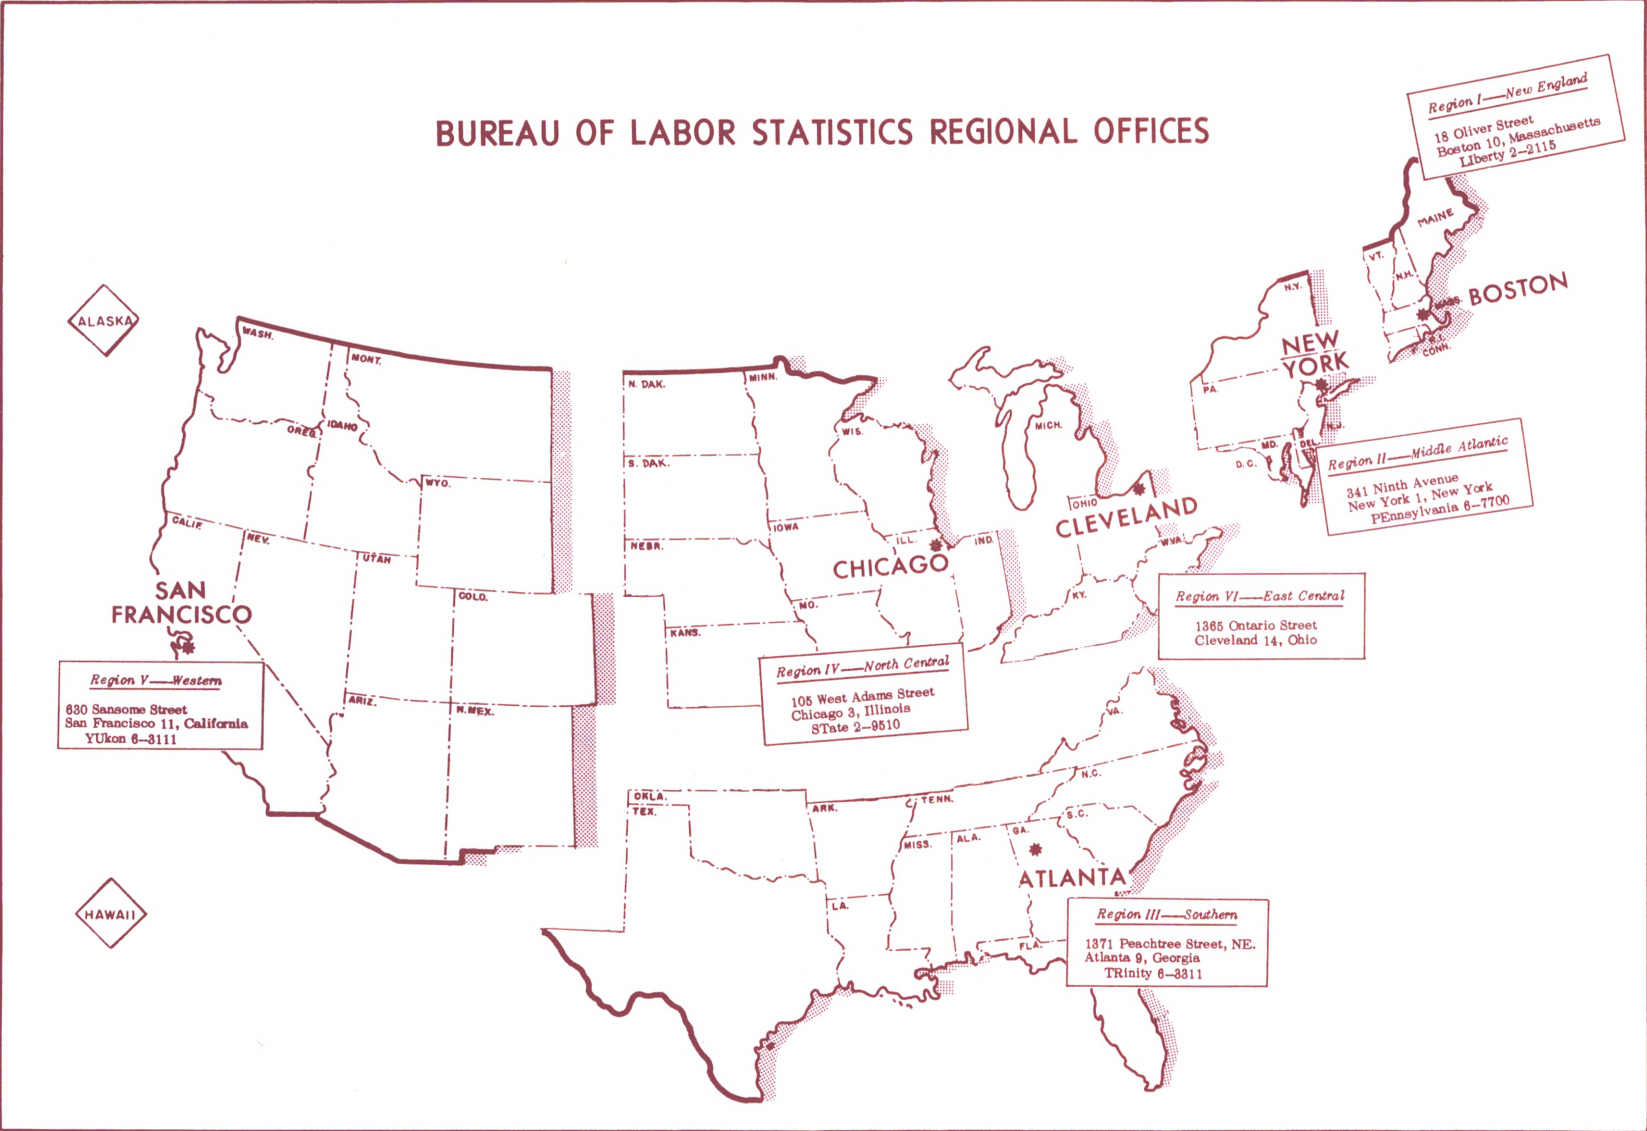 BUREAU OF LABOR STATISTICS REGIONAL OFFICES
Region I—New England
18 Oliver Street
Boston 10, Massachusetts
LIberty 2-2115
MAINE
VT.
N.H.
MASS.
BOSTON
R.I.
CONN.
N.Y.
NEW
YORK
PA.
N.J.
MD.
DEL.
D.C.
Region II—Middle Atlantic
341 Ninth Avenue
New York 1, New York
PEnnsylvania 6-7700
ALASKA
WASH.
MONT.
OREG.
IDAHO
WYO.
CALIF.
NEV.
UTAH
COLO.
SAN
FRANCISCO
Region V—Western
630 Sansome Street
San Francisco 11, California
YUkon 6-3111
ARIZ.
N.MEX.
HAWAII
N. DAK.
MINN.
WIS.
S. DAK.
IOWA
NEBR.
ILL.
IND.
CHICAGO
MO.
KANS.
Region IV—North Central
105 West Adams Street
Chicago 3, Illinois
STate 2-9510
MICH.
OHIO
CLEVELAND
W.VA.
KY.
Region VI—East Central
1365 Ontario Street
Cleveland 14, Ohio
VA.
N.C.
OKLA.
TEX.
ARK.
TENN.
S.C.
MISS.
ALA.
GA.
ATLANTA
LA.
FLA.
Region III—Southern
1371 Peachtree Street, NE.
Atlanta 9, Georgia
TRinity 6-3311